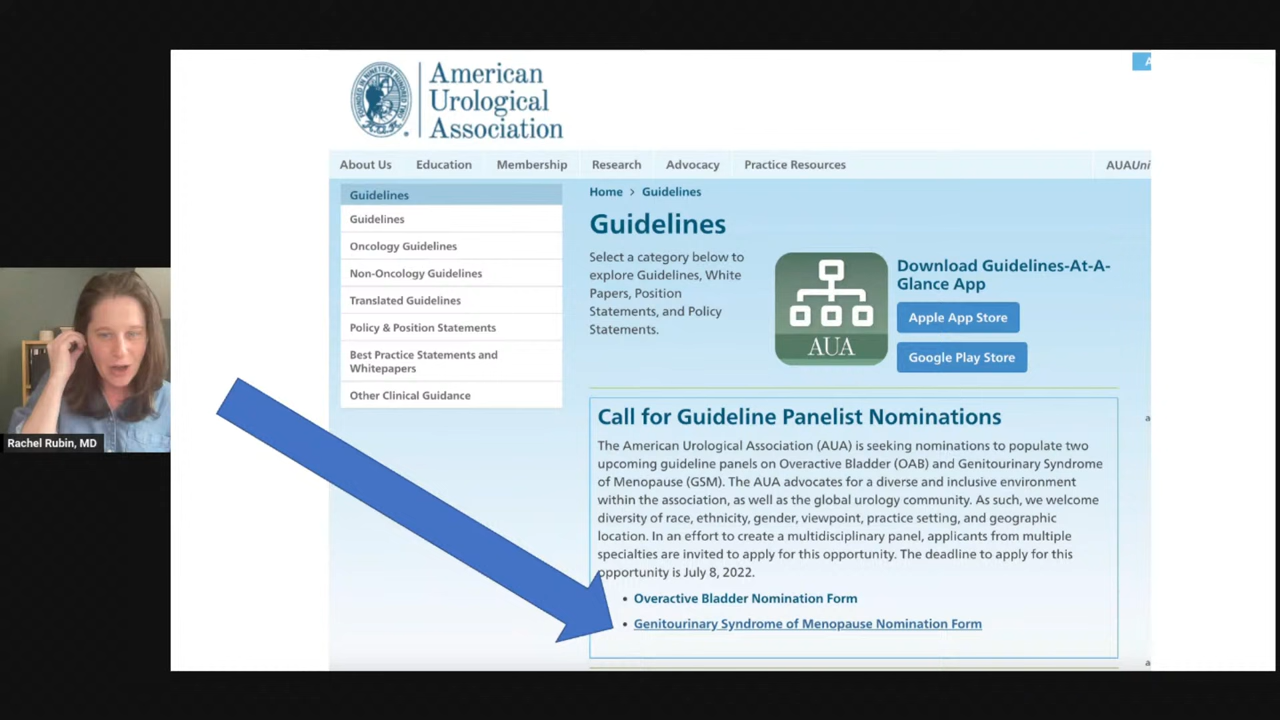 American
Urological
Association
About Us Education Membership Research Advocacy Practice Resources AUAUni
Guidelines
Guidelines
Oncology Guidelines
Non-Oncology Guidelines
Translated Guidelines
Policy & Position Statements
Best Practice Statements and
Whitepapers
Other Clinical Guidance
Home > Guidelines
Guidelines
Select a category below to
explore Guidelines, White
Papers, Position
Statements, and Policy
Statements.
AUA
Download Guidelines-At-A-
Glance App
Apple App Store
Google Play Store
Call for Guideline Panelist Nominations
The American Urological Association (AUA) is seeking nominations to populate two
upcoming guideline panels on Overactive Bladder (OAB) and Genitourinary Syndrome
of Menopause (GSM). The AUA advocates for a diverse and inclusive environment
within the association, as well as the global urology community. As such, we welcome
diversity of race, ethnicity, gender, viewpoint, practice setting, and geographic
location. In an effort to create a multidisciplinary panel, applicants from multiple
specialties are invited to apply for this opportunity. The deadline to apply for this
opportunity is July 8, 2022.
• Overactive Bladder Nomination Form
• Genitourinary Syndrome of Menopause Nomination Form
Rachel Rubin, MD